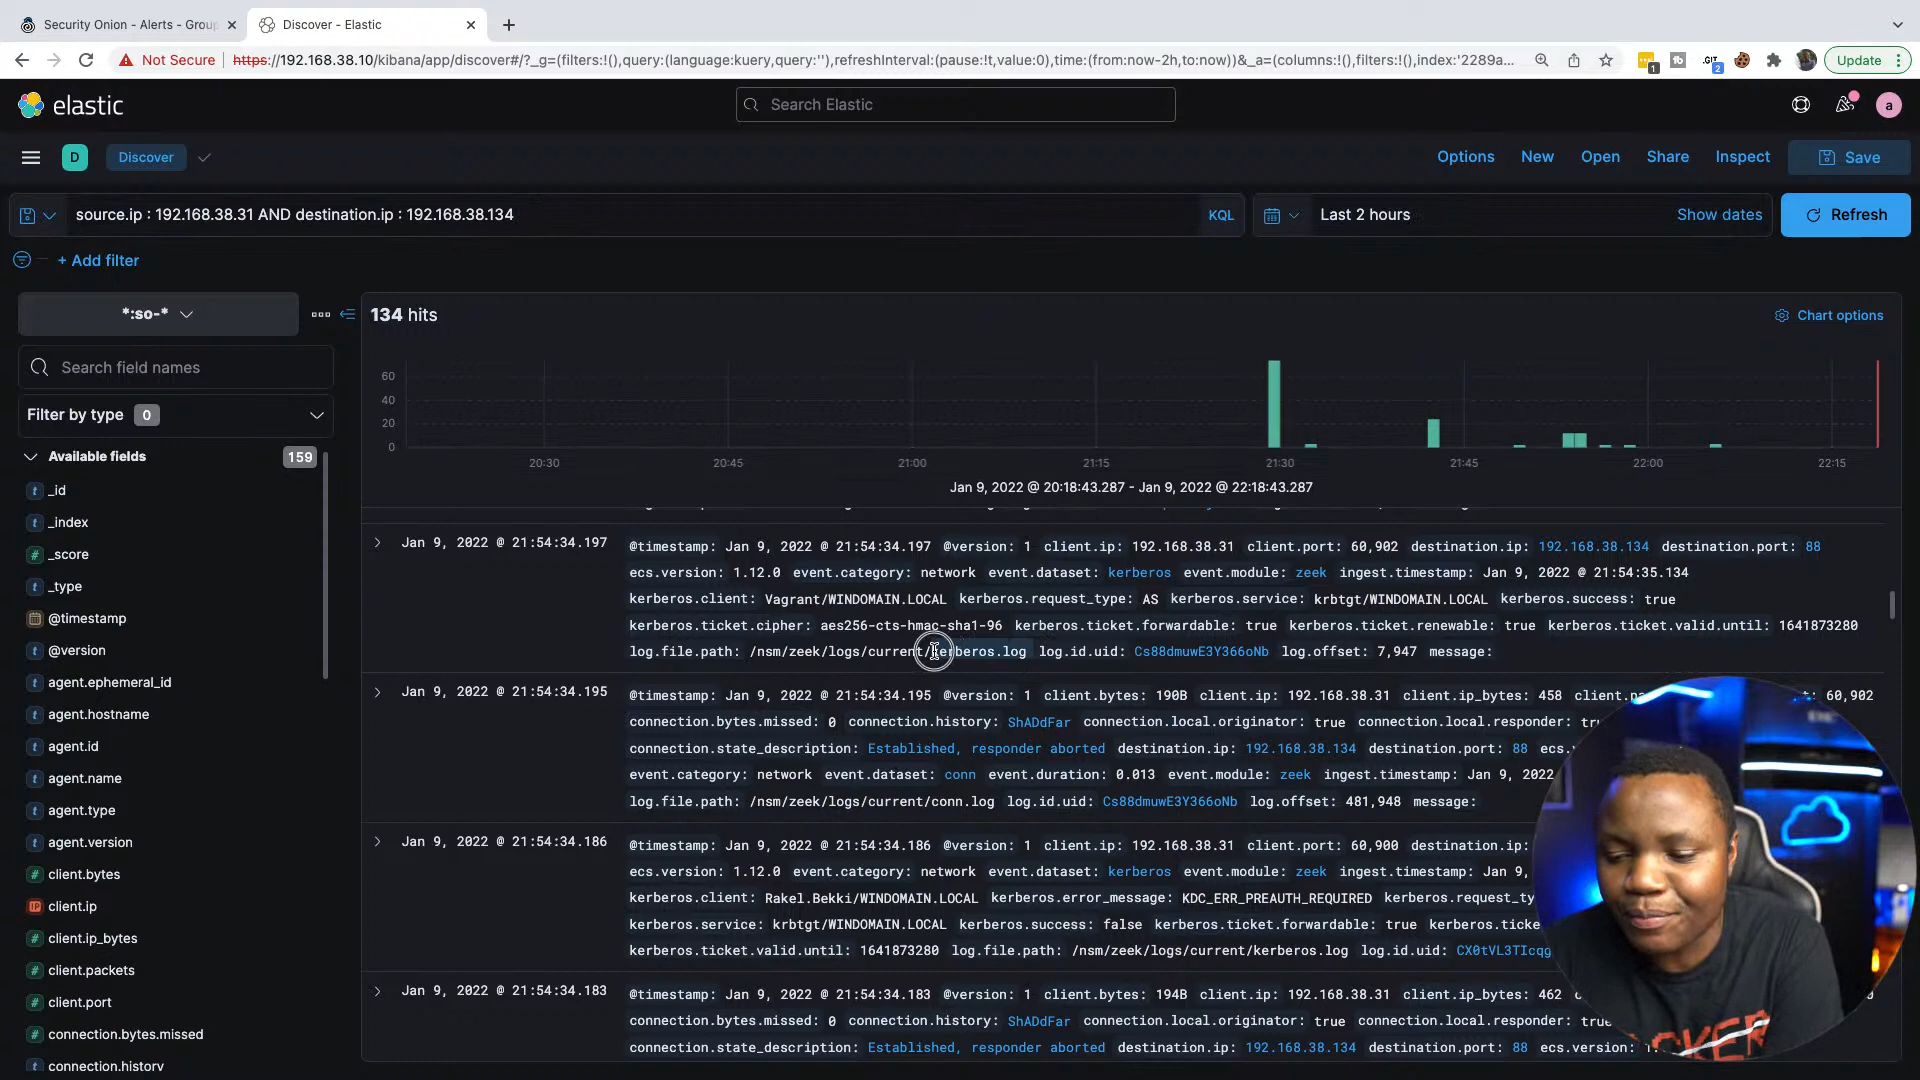 Security Onion - Alerts - Grou
Discover - Elastic
Not Secure https://192.168.38.10/kibana/app/discover#/?_g=(filters:!(),query:(language:kuery,query:''),refreshInterval:(pause:!t,value:0),time:(from:now-2h,to:now))&_a=(columns:!(),filters:!(),index:'2289a...
1
.GIT
2
Update
elastic
Search Elastic
a
D
Discover
Options
New
Open
Share
Inspect
Save
source.ip : 192.168.38.31 AND destination.ip : 192.168.38.134
KQL
Last 2 hours
Show dates
Refresh
+ Add filter
*:so-*
134 hits
Chart options
Search field names
Filter by type 0
Available fields 159
t _id
t _index
# _score
t _type
@timestamp
t @version
t agent.ephemeral_id
t agent.hostname
t agent.id
t agent.name
t agent.type
t agent.version
# client.bytes
IP client.ip
# client.ip_bytes
# client.packets
# client.port
# connection.bytes.missed
t connection.history
60
40
20
0
20:30 20:45 21:00 21:15 21:30 21:45 22:00 22:15
Jan 9, 2022 @ 20:18:43.287 - Jan 9, 2022 @ 22:18:43.287
Jan 9, 2022 @ 21:54:34.197
@timestamp: Jan 9, 2022 @ 21:54:34.197 @version: 1 client.ip: 192.168.38.31 client.port: 60,902 destination.ip: 192.168.38.134 destination.port: 88
ecs.version: 1.12.0 event.category: network event.dataset: kerberos event.module: zeek ingest.timestamp: Jan 9, 2022 @ 21:54:35.134
kerberos.client: Vagrant/WINDOMAIN.LOCAL kerberos.request_type: AS kerberos.service: krbtgt/WINDOMAIN.LOCAL kerberos.success: true
kerberos.ticket.cipher: aes256-cts-hmac-sha1-96 kerberos.ticket.forwardable: true kerberos.ticket.renewable: true kerberos.ticket.valid.until: 1641873280
log.file.path: /nsm/zeek/logs/current/kerberos.log log.id.uid: Cs88dmuwE3Y366oNb log.offset: 7,947 message:
Jan 9, 2022 @ 21:54:34.195
@timestamp: Jan 9, 2022 @ 21:54:34.195 @version: 1 client.bytes: 190B client.ip: 192.168.38.31 client.ip_bytes: 458 60,902
connection.bytes.missed: 0 connection.history: ShADdFar connection.local.originator: true connection.local.responder:
connection.state_description: Established, responder aborted destination.ip: 192.168.38.134 destination.port: 88
event.category: network event.dataset: conn event.duration: 0.013 event.module: zeek ingest.timestamp: Jan 9, 2022
log.file.path: /nsm/zeek/logs/current/conn.log log.id.uid: Cs88dmuwE3Y366oNb log.offset: 481,948 message:
Jan 9, 2022 @ 21:54:34.186
@timestamp: Jan 9, 2022 @ 21:54:34.186 @version: 1 client.ip: 192.168.38.31 client.port: 60,900 destination.ip:
ecs.version: 1.12.0 event.category: network event.dataset: kerberos event.module: zeek ingest.timestamp: Jan 9,
kerberos.client: Rakel.Bekki/WINDOMAIN.LOCAL kerberos.error_message: KDC_ERR_PREAUTH_REQUIRED kerberos.request_ty
kerberos.service: krbtgt/WINDOMAIN.LOCAL kerberos.success: false kerberos.ticket.forwardable: true kerberos.ticke
kerberos.ticket.valid.until: 1641873280 log.file.path: /nsm/zeek/logs/current/kerberos.log log.id.uid: CX0tVL3TIcqg
Jan 9, 2022 @ 21:54:34.183
@timestamp: Jan 9, 2022 @ 21:54:34.183 @version: 1 client.bytes: 194B client.ip: 192.168.38.31 client.ip_bytes: 462
connection.bytes.missed: 0 connection.history: ShADdFar connection.local.originator: true connection.local.responder: true
connection.state_description: Established, responder aborted destination.ip: 192.168.38.134 destination.port: 88 ecs.version: